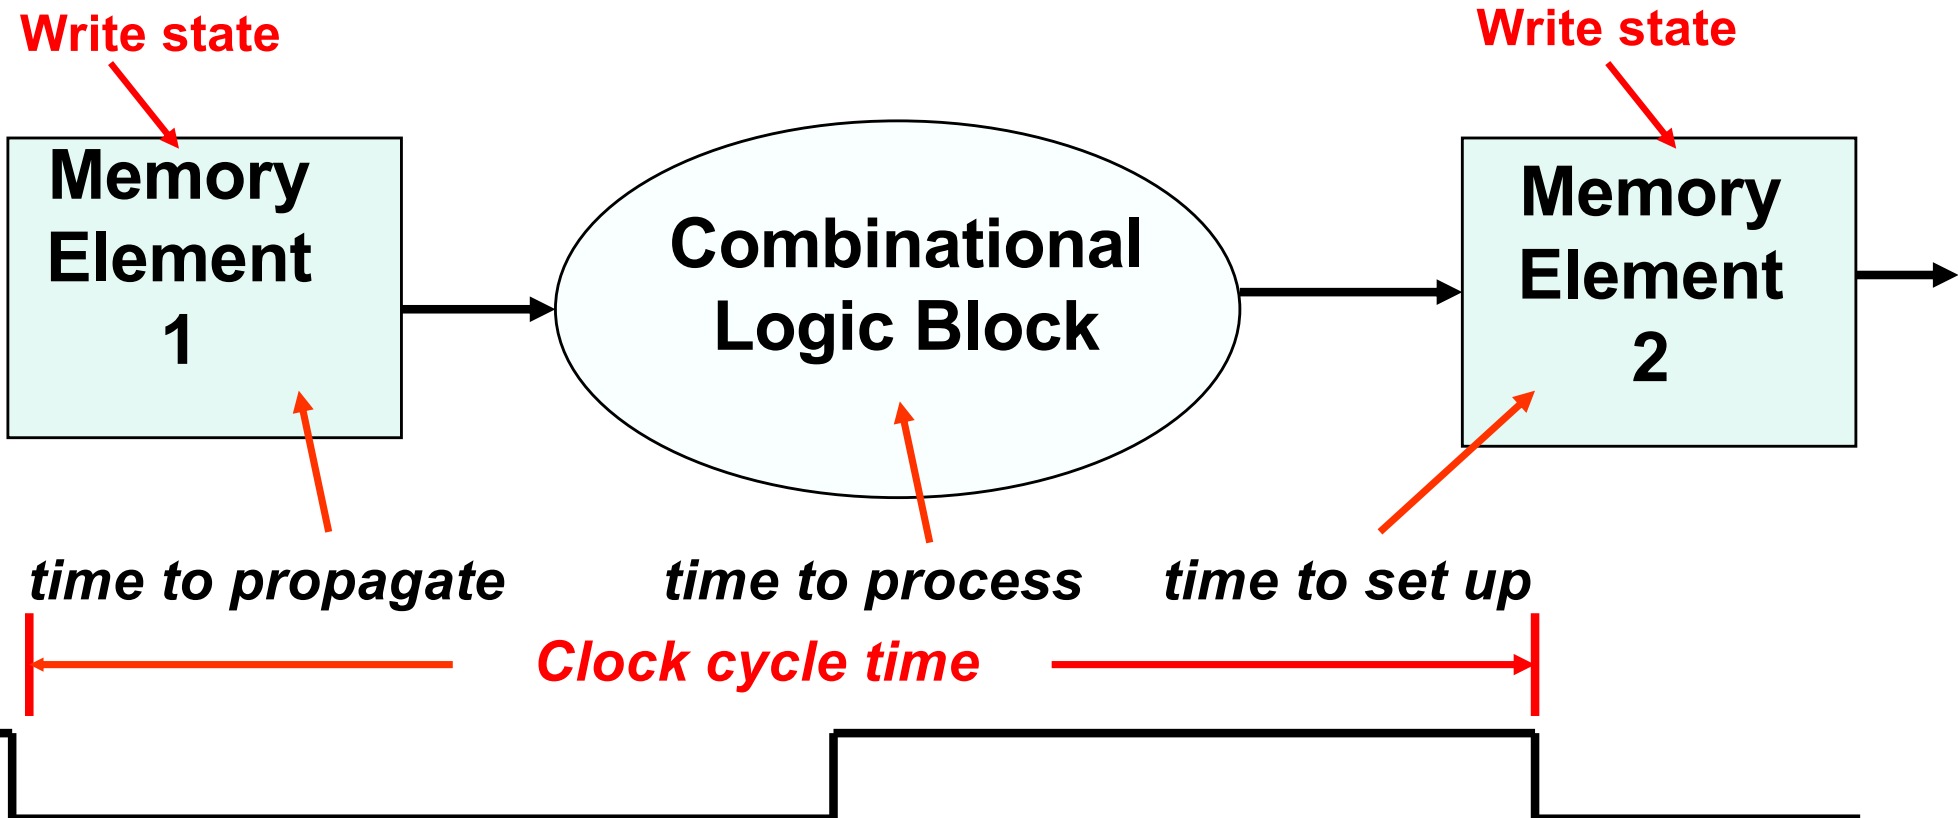 Write state
Write state
Memory
Element
1
Combinational
Logic Block
Memory
Element
2
time to propagate
time to process
time to set up
Clock cycle time